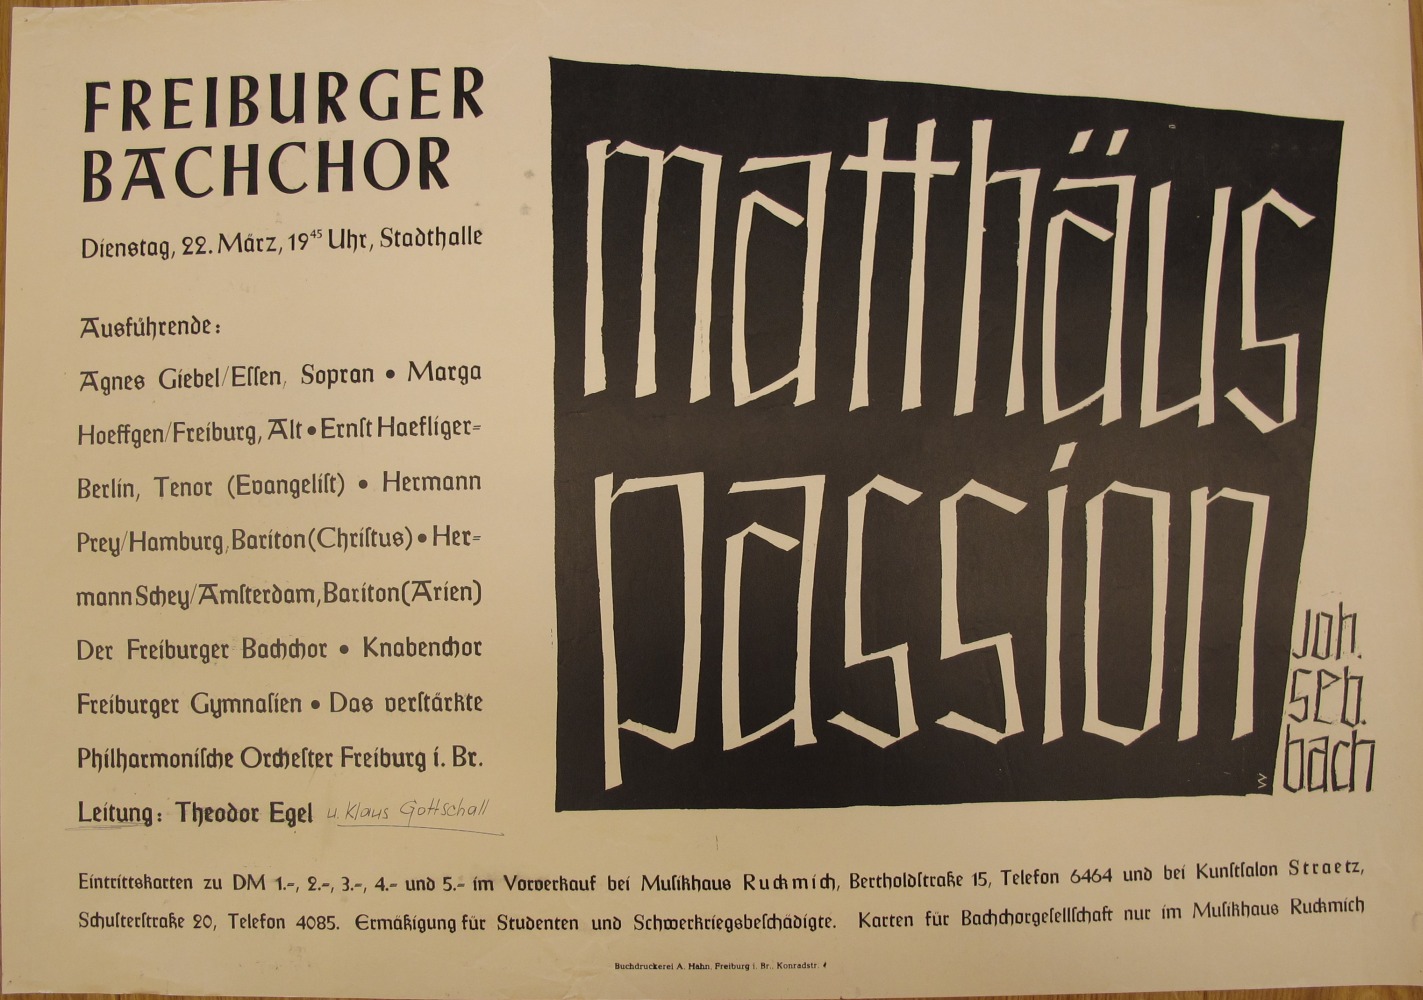 FREIBURGER
BACHCHOR
Dienstag, 22. März, 19⁴⁵ Uhr, Stadthalle
Ausführende:
Agnes Giebel/Eſſen, Sopran • Marga
Hoeffgen/Freiburg, Alt • Ernſt Haefliger=
Berlin, Tenor (Evangeliſt) • Hermann
Prey/Hamburg, Bariton (Chriſtus) • Her=
mann Schey/Amſterdam, Bariton (Arien)
Der Freiburger Bachchor • Knabenchor
Freiburger Gymnaſien • Das verſtärkte
Philharmoniſche Orcheſter Freiburg i. Br.
Leitung: Theodor Egel u. Klaus Gottschall
matthäus
passion
joh.
seb.
bach
Eintrittskarten zu DM 1.-, 2.-, 3.-, 4.- und 5.- im Vorverkauf bei Muſikhaus Ruckmich, Bertholdſtraße 15, Telefon 6464 und bei Kunſtſalon Straetz,
Schuſterſtraße 20, Telefon 4085. Ermäßigung für Studenten und Schwerkriegsbeſchädigte. Karten für Bachchorgeſellſchaft nur im Muſikhaus Ruckmich
Buchdruckerei A. Hahn, Freiburg i. Br., Konradstr.